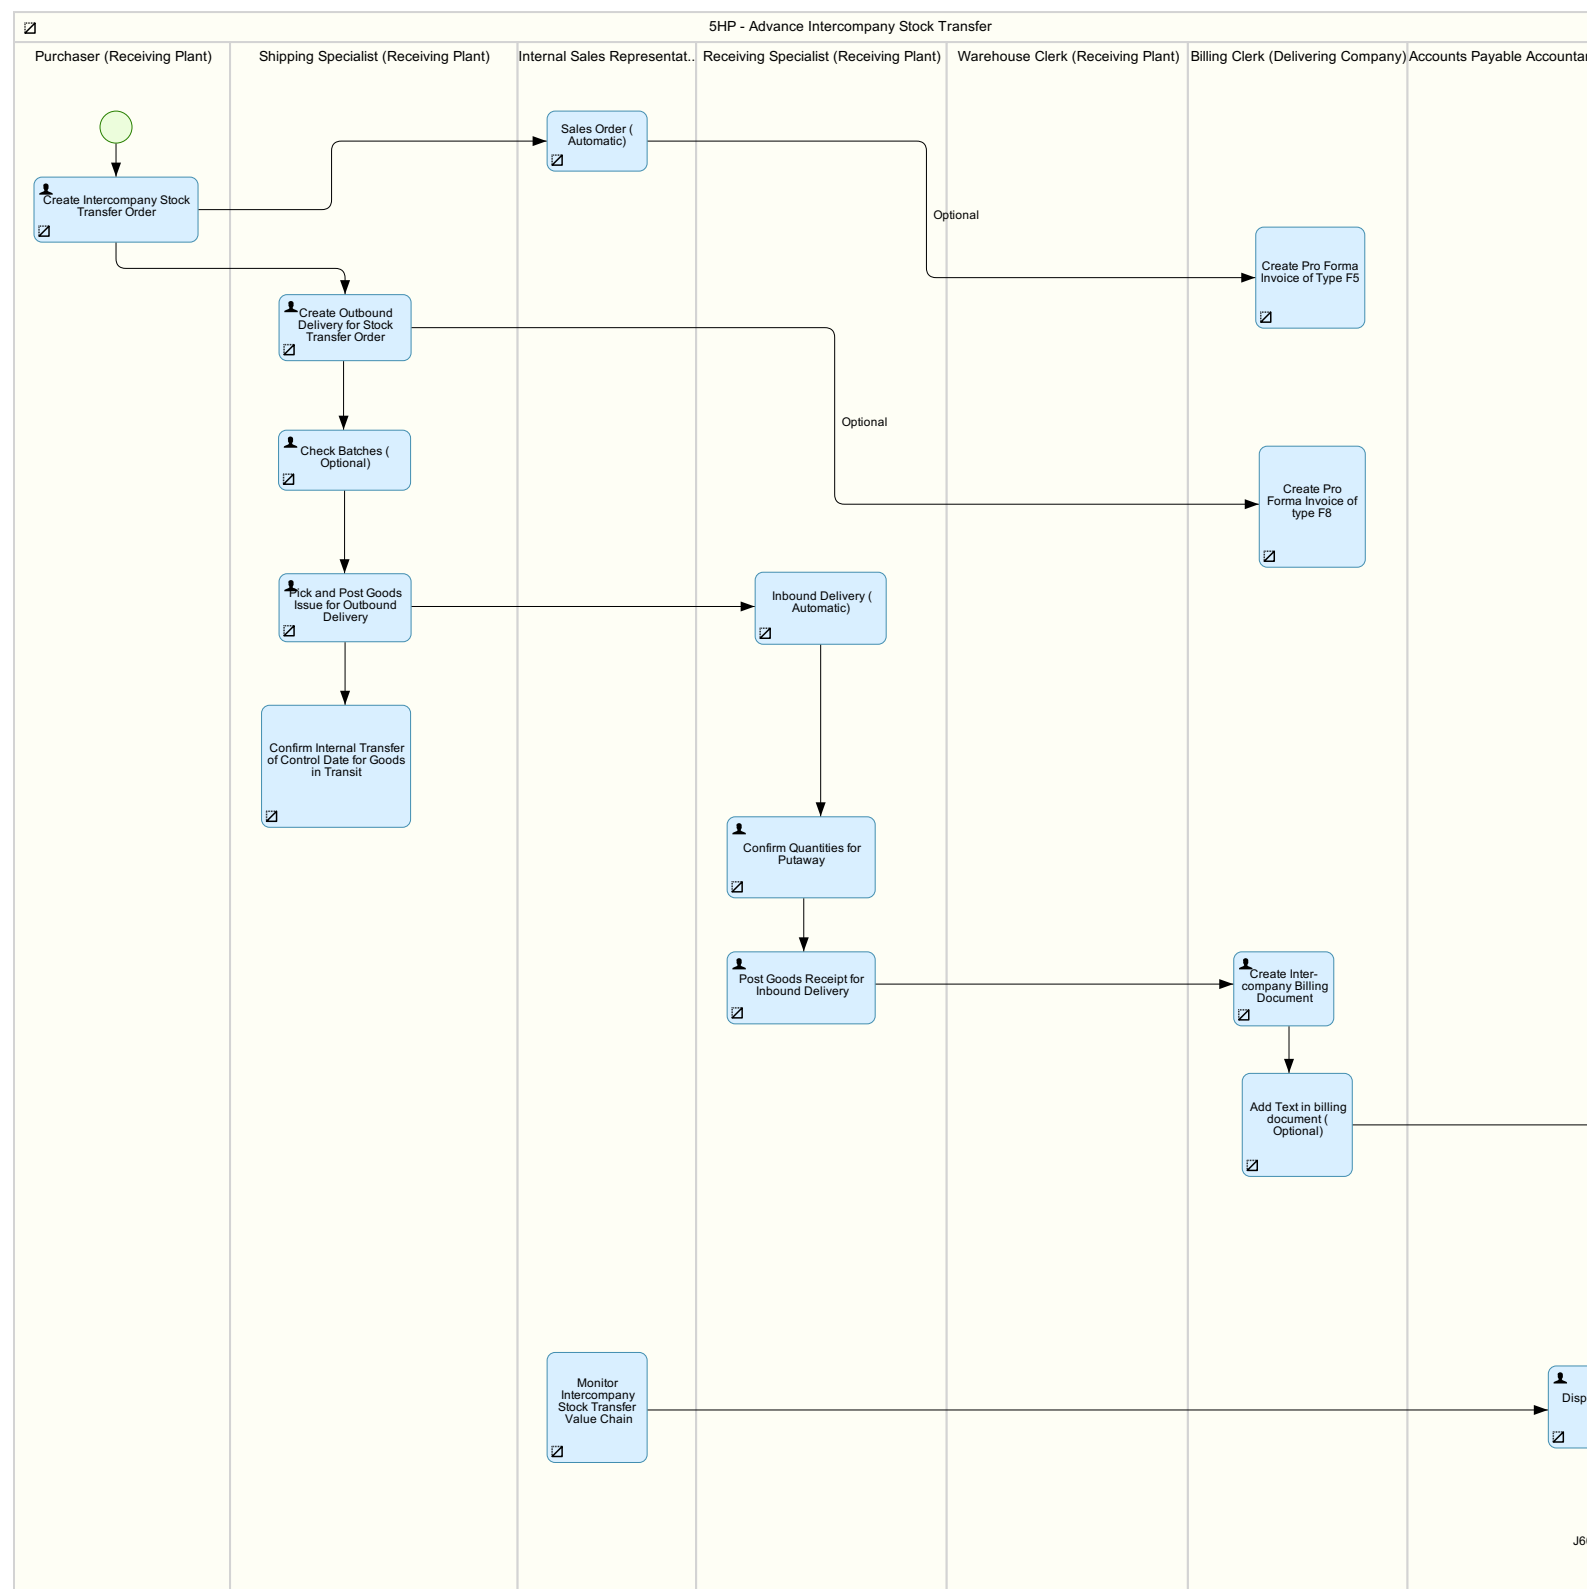 5HP - Advance Intercompany Stock Transfer
Purchaser (Receiving Plant)
Shipping Specialist (Receiving Plant)
Internal Sales Representat..
Receiving Specialist (Receiving Plant)
Warehouse Clerk (Receiving Plant)
Billing Clerk (Delivering Company)
Accounts Payable Accountan
Sales Order (
Automatic)
Create Intercompany Stock
Transfer Order
Optional
Create Pro Forma
Invoice of Type F5
Create Outbound
Delivery for Stock
Transfer Order
Optional
Check Batches (
Optional)
Create Pro
Forma Invoice of
type F8
Pick and Post Goods
Issue for Outbound
Delivery
Inbound Delivery (
Automatic)
Confirm Internal Transfer
of Control Date for Goods
in Transit
Confirm Quantities for
Putaway
Post Goods Receipt for
Inbound Delivery
Create Inter-
company Billing
Document
Add Text in billing
document (
Optional)
Monitor
Intercompany
Stock Transfer
Value Chain
Disp